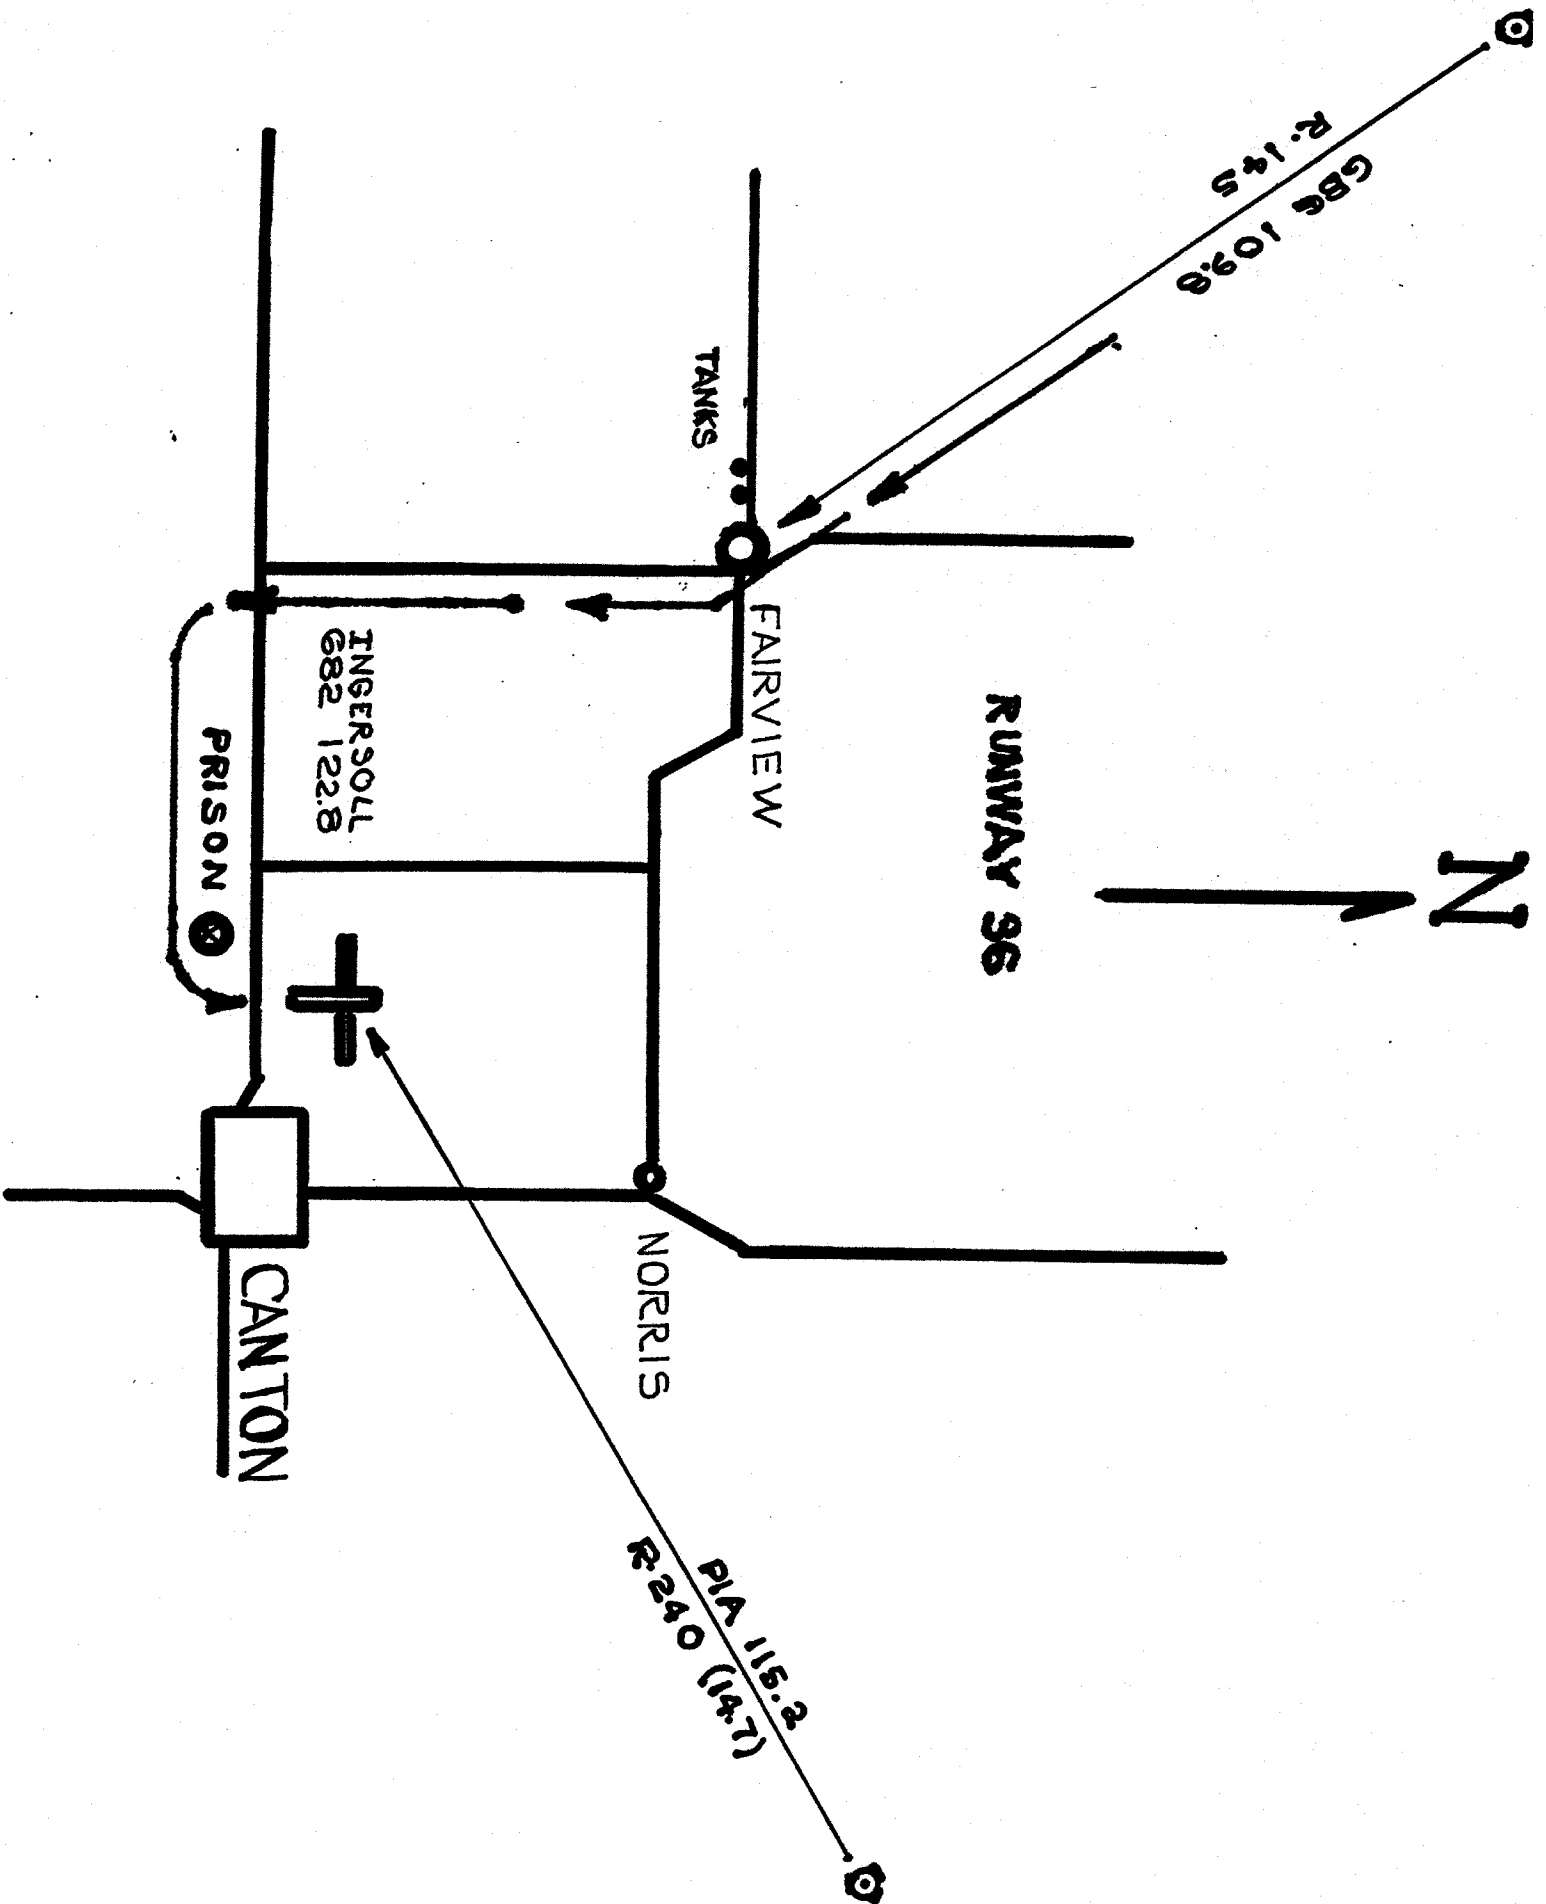 N
RUNWAY 36
GBG 109.8
R. 145
TANKS
FAIRVIEW
NORRIS
INGERSOLL
682 122.8
PRISON
CANTON
PIA 115.2
R-240 (14.7)